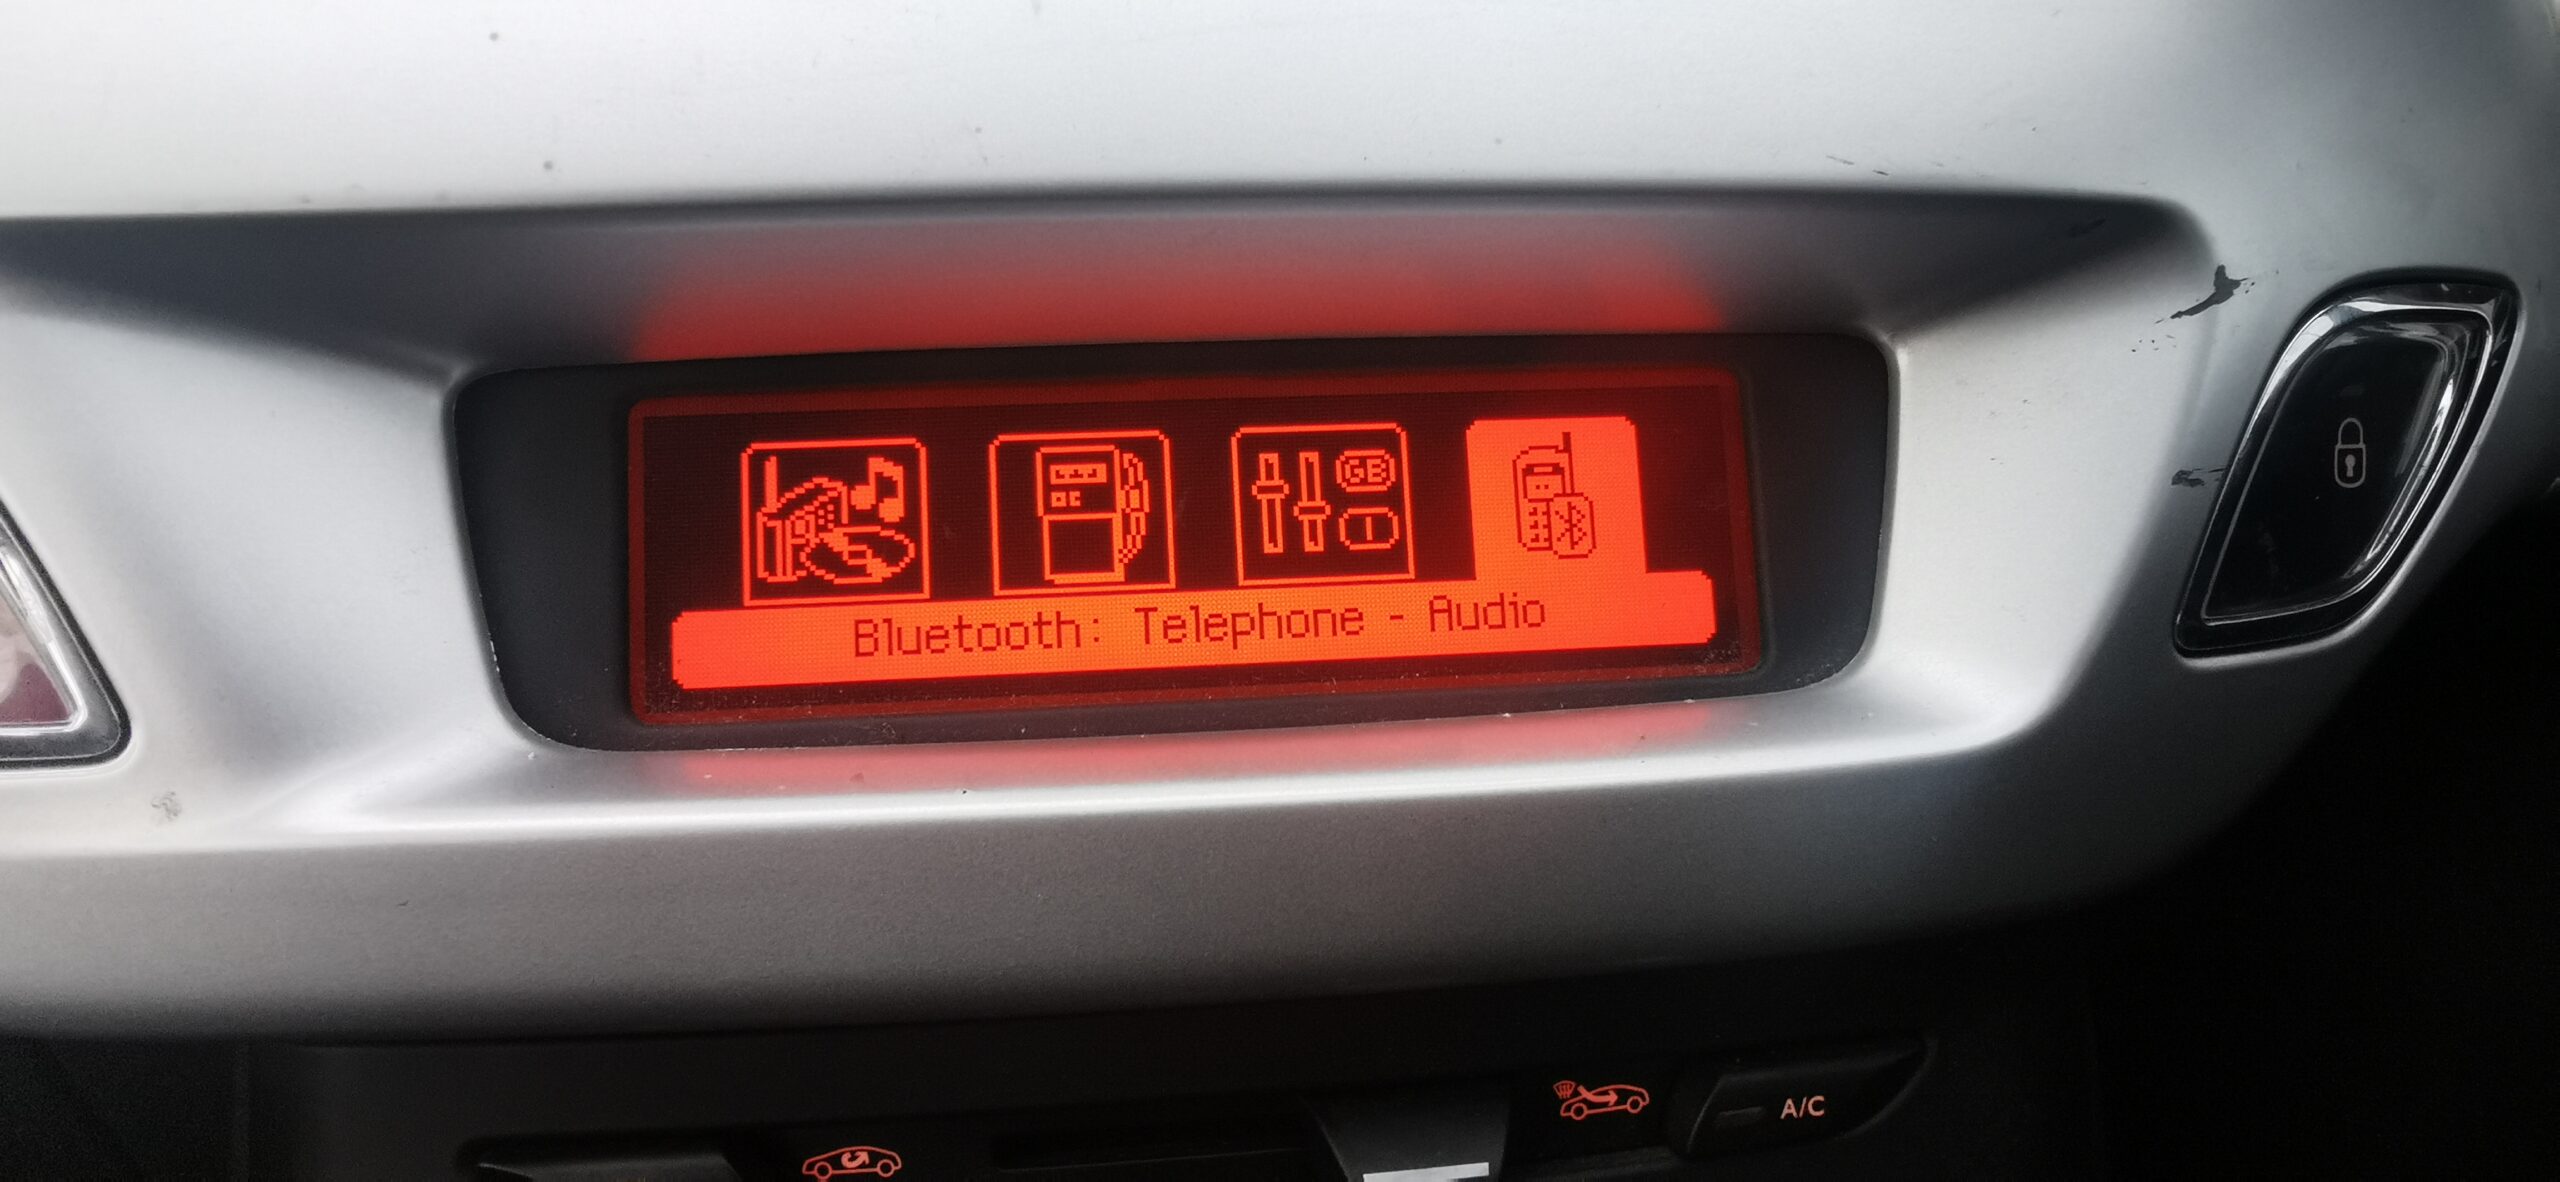 GB
Bluetooth: Telephone - Audio
A/C